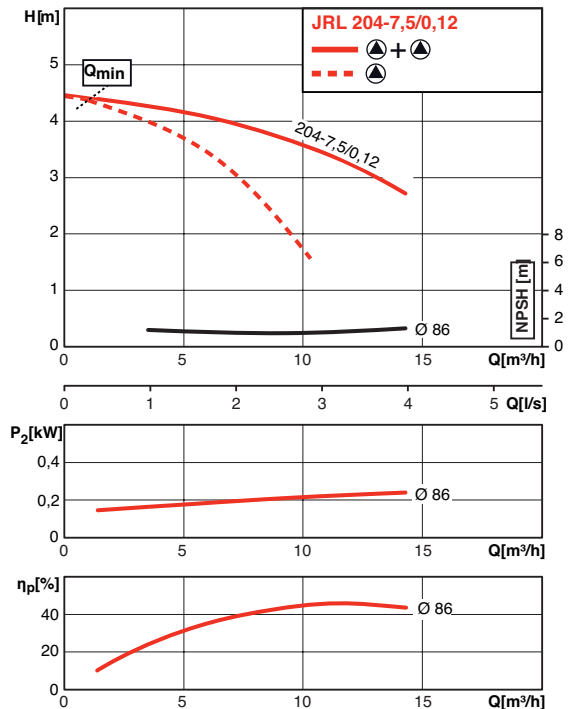 H[m]
JRL 204-7,5/0,12
+
5
Qmin
4
204-7,5/0,12
3
2
8
6
1
4
NPSH [m]
2
Ø 86
0
0
0
5
10
15
Q[m³/h]
0
1
2
3
4
5
Q[l/s]
P2[kW]
0,4
0,2
Ø 86
0
0
5
10
15
Q[m³/h]
ηp[%]
40
Ø 86
20
0
0
5
10
15
Q[m³/h]